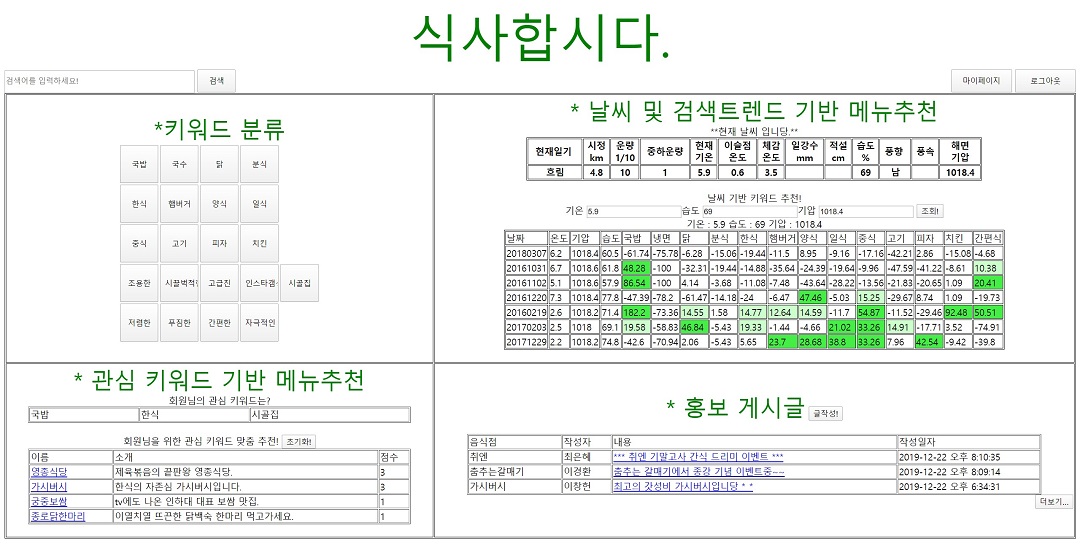 식사합시다.
검색어를 입력하세요! 검색 마이페이지 로그아웃
*키워드 분류
국밥 국수 닭 분식
한식 햄버거 양식 일식
중식 고기 피자 치킨
조용한 시끌벅적 고급진 인스타갬 시골집
저렴한 푸짐한 간편한 자극적인
* 날씨 및 검색트렌드 기반 메뉴추천
**현재 날씨 입니당.**
현재일기 시정 km 운량 1/10 중하운량 현재 기온 이슬점 온도 체감 온도 일강수 mm 적설 cm 습도 % 풍향 풍속 해면 기압
흐림 4.8 10 1 5.9 0.6 3.5 69 남 1018.4
날씨 기반 키워드 추천!
기온 5.9 습도 69 기압 1018.4 조회!
기온 : 5.9 습도 : 69 기압 : 1018.4
날짜 온도 기압 습도 국밥 냉면 닭 분식 한식 햄버거 양식 일식 중식 고기 피자 치킨 간편식
20180307 6.2 1018.4 60.5 -61.74 -75.78 -6.28 -15.06 -19.44 -11.5 8.95 -9.16 -17.16 -42.21 2.86 -15.08 -4.68
20161031 6.7 1018.6 61.8 48.28 -100 -32.31 -19.44 -14.88 -35.64 -24.39 -19.64 -9.96 -47.59 -41.22 -8.61 10.38
20161102 5.1 1018.6 57.9 86.54 -100 4.14 -3.68 -11.08 -7.48 -43.64 -28.22 -13.56 -21.83 -20.65 1.09 20.41
20161220 7.3 1018.4 77.8 -47.39 -78.2 -61.47 -14.18 -24 -6.47 47.46 -5.03 15.25 -29.67 8.74 1.09 -19.73
20160219 2.6 1018.2 71.4 182.2 -73.36 14.55 1.58 14.77 12.64 14.59 -11.7 54.87 -11.52 -29.46 92.48 50.51
20170203 2.5 1018 69.1 19.58 -58.83 46.84 -5.43 19.33 -1.44 -4.66 21.02 33.26 14.91 -17.71 3.52 -74.91
20171229 2.2 1018.2 74.8 -42.6 -70.94 2.06 -5.43 5.65 23.7 28.68 38.8 33.26 7.96 42.54 -9.42 -39.8
* 관심 키워드 기반 메뉴추천
회원님의 관심 키워드는?
국밥 한식 시골집
회원님을 위한 관심 키워드 맞춤 추천! 초기화!
이름 소개 점수
영종식당 제육볶음의 끝판왕 영종식당. 3
가시버시 한식의 자존심 가시버시입니다. 3
궁중보쌈 tv에도 나온 인하대 대표 보쌈 맛집. 1
종로닭한마리 이열치열 뜨끈한 닭백숙 한마리 먹고가세요. 1
* 홍보 게시글 글작성!
음식점 작성자 내용 작성일자
취엔 최은혜 *** 취엔 기말고사 간식 드리미 이벤트 *** 2019-12-22 오후 8:10:35
춤추는갈매기 이경환 춤추는 갈매기에서 종강 기념 이벤트중~~ 2019-12-22 오후 8:09:14
가시버시 이창헌 최고의 갓성비 가시버시입니당 ^ ^ 2019-12-22 오후 6:34:31
더보기...